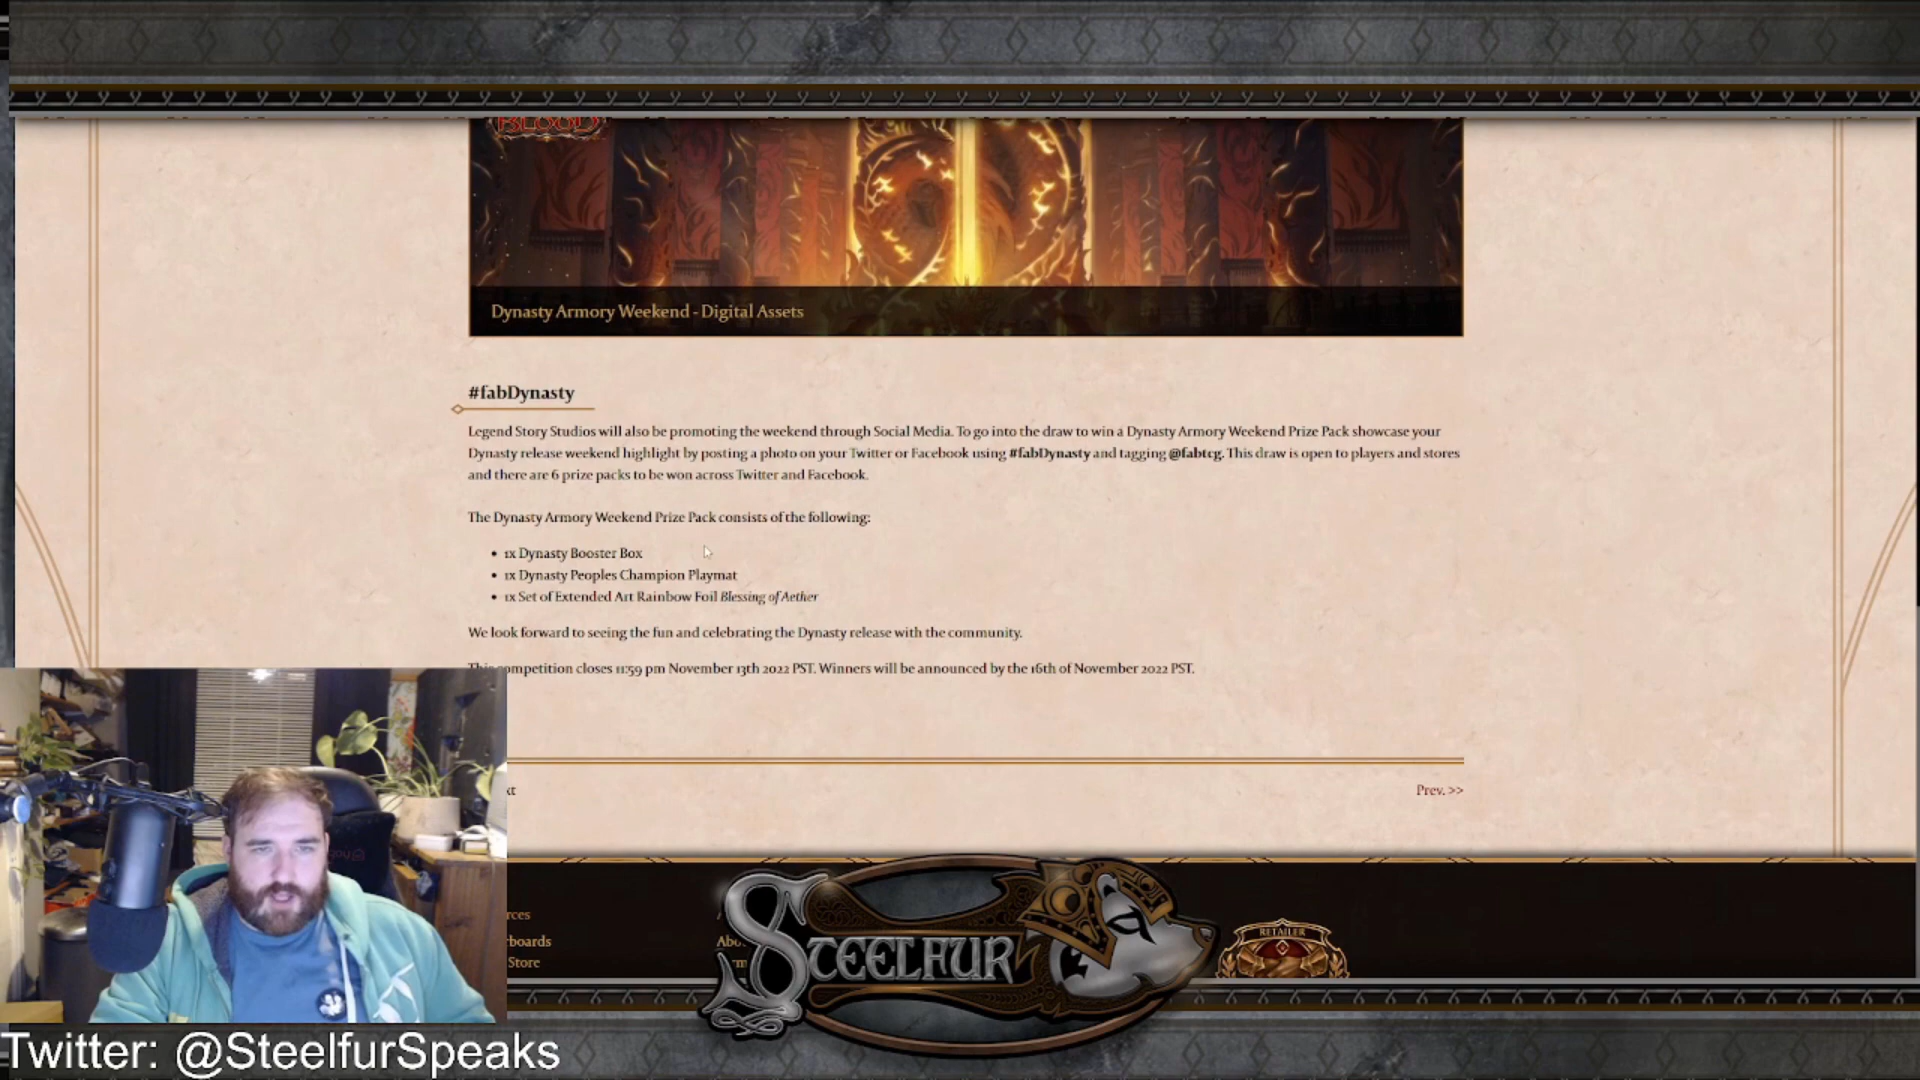 BLOOD
Dynasty Armory Weekend - Digital Assets
#fabDynasty
Legend Story Studios will also be promoting the weekend through Social Media. To go into the draw to win a Dynasty Armory Weekend Prize Pack showcase your
Dynasty release weekend highlight by posting a photo on your Twitter or Facebook using #fabDynasty and tagging @fabtcg. This draw is open to players and stores
and there are 6 prize packs to be won across Twitter and Facebook.
The Dynasty Armory Weekend Prize Pack consists of the following:
• 1x Dynasty Booster Box
• 1x Dynasty Peoples Champion Playmat
• 1x Set of Extended Art Rainbow Foil Blessing of Aether
We look forward to seeing the fun and celebrating the Dynasty release with the community.
This competition closes 11:59 pm November 13th 2022 PST. Winners will be announced by the 16th of November 2022 PST.
Prev. >>
STEELFUR
RETAILER
Store
Twitter: @SteelfurSpeaks